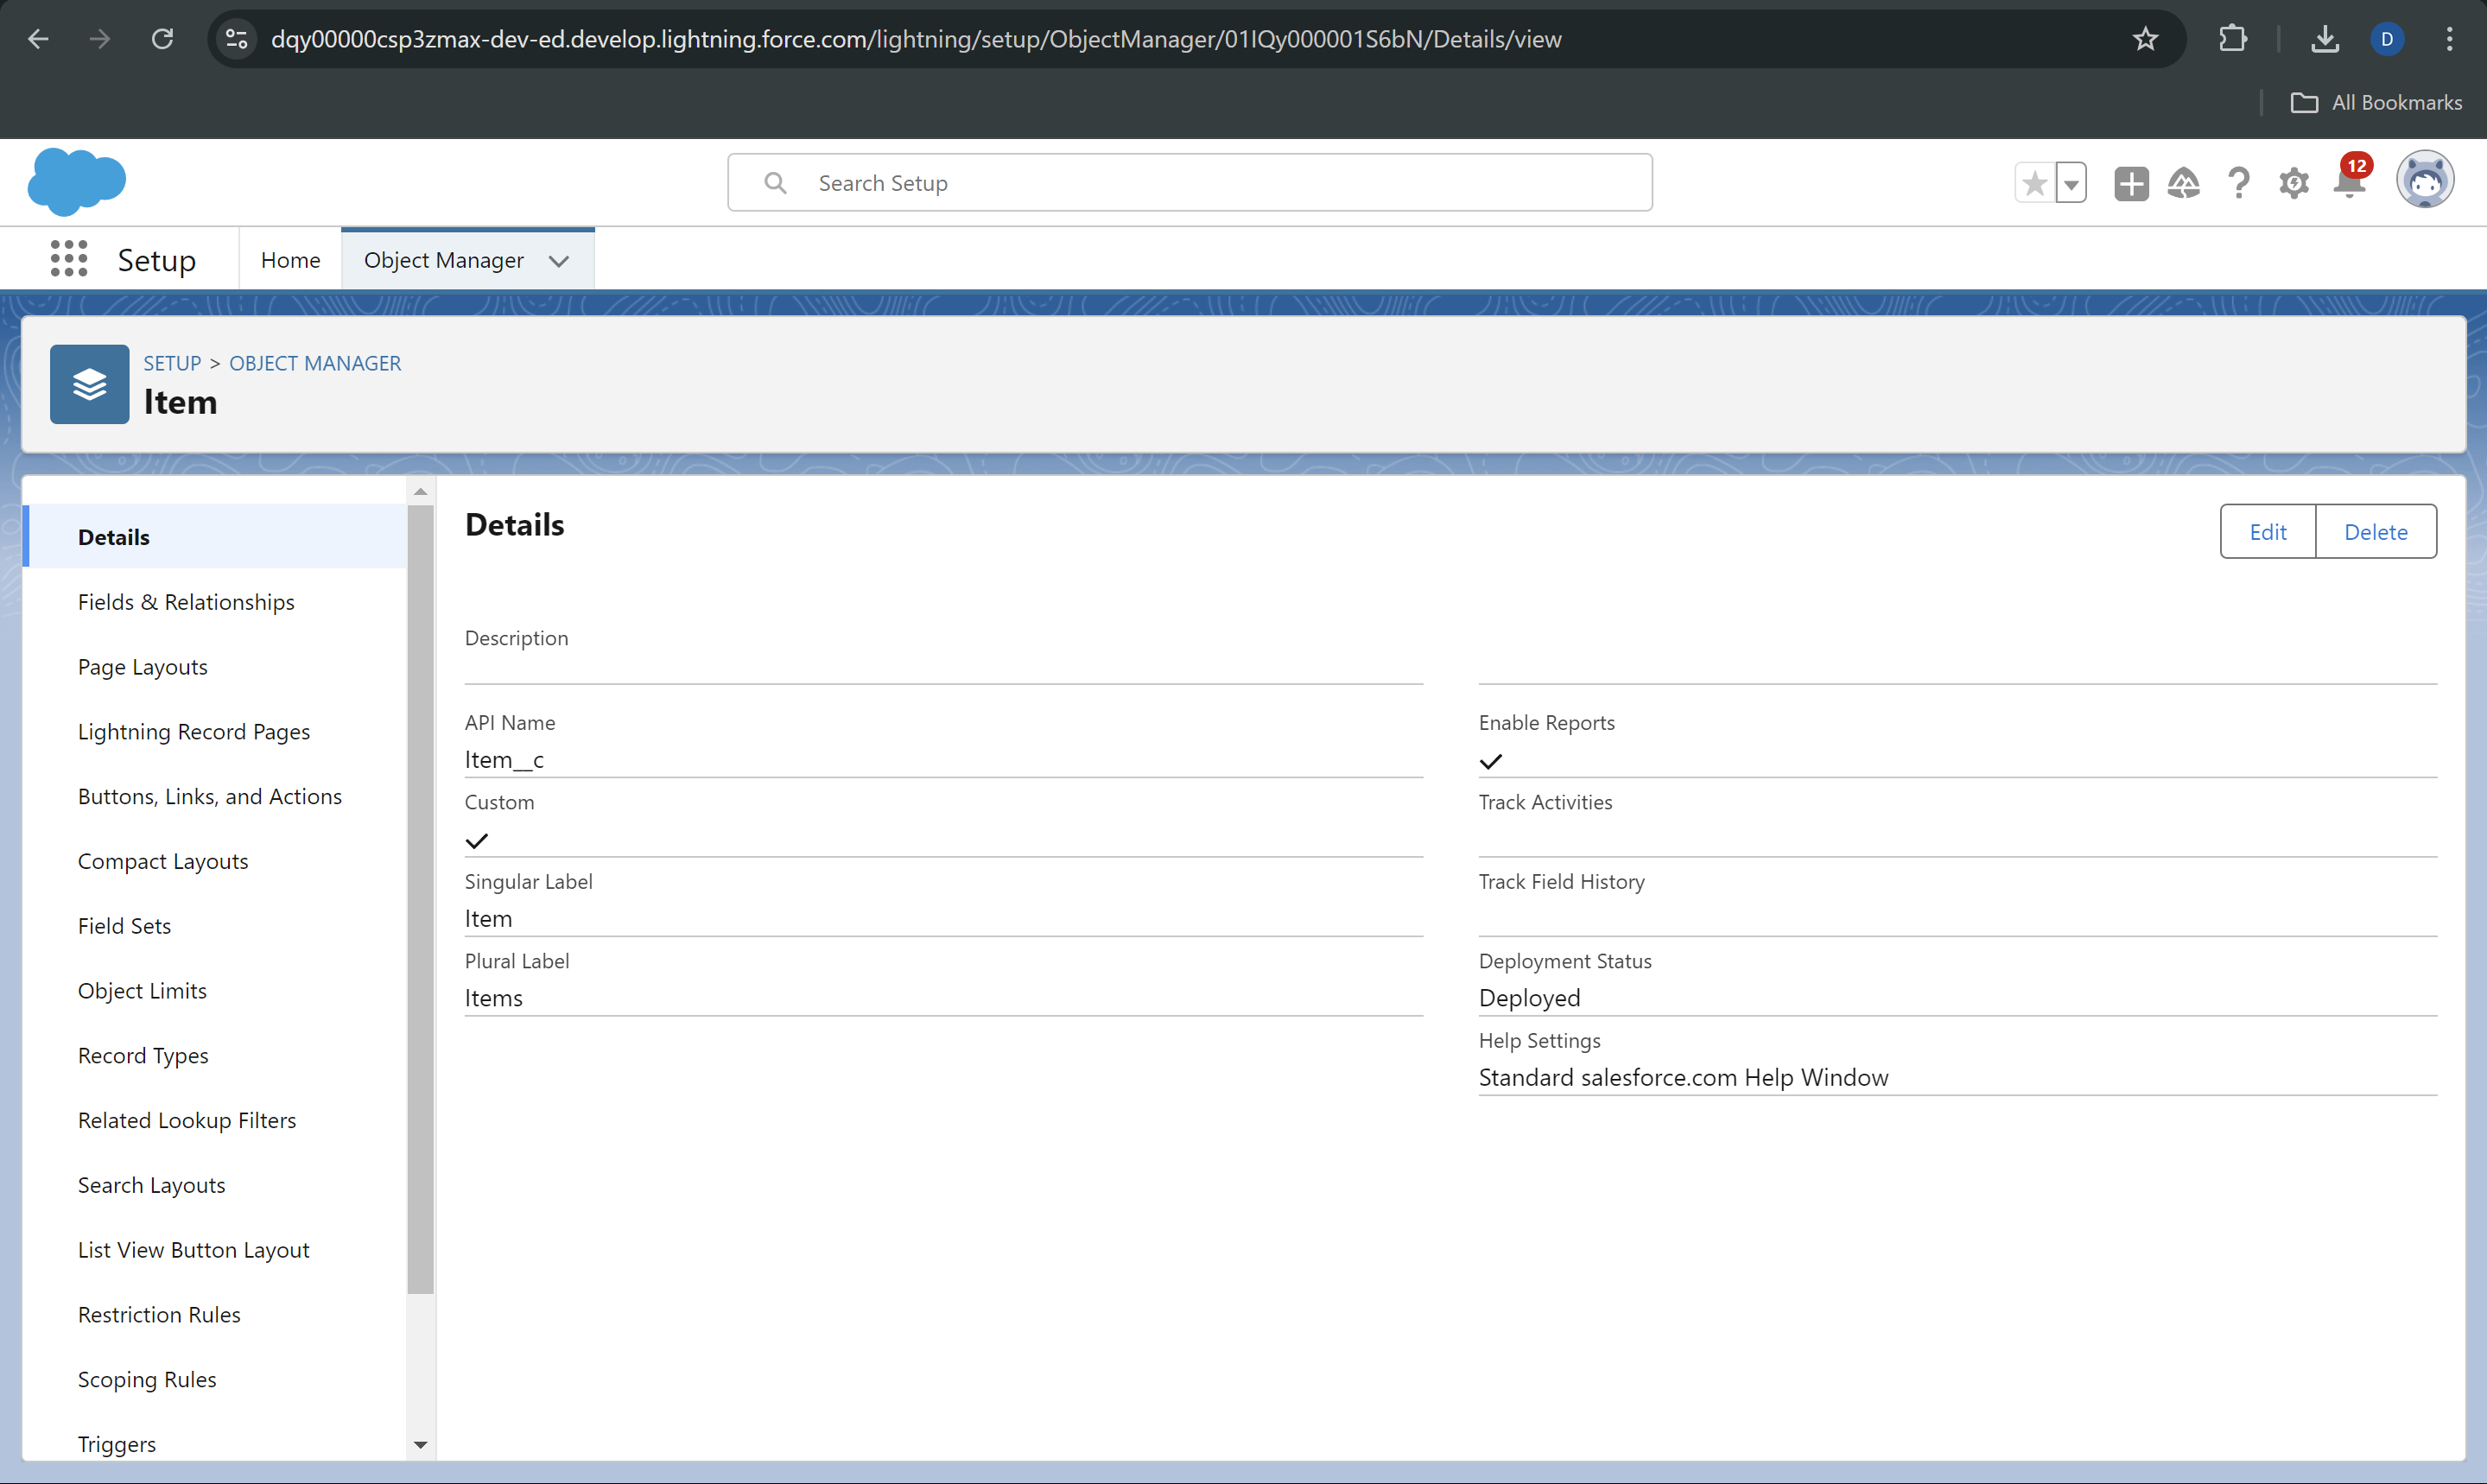 dqy00000csp3zmax-dev-ed.develop.lightning.force.com/lightning/setup/ObjectManager/01IQy000001S6bN/Details/view
D
All Bookmarks
Search Setup
12
Setup
Home
Object Manager
SETUP > OBJECT MANAGER
Item
Details
Fields & Relationships
Page Layouts
Lightning Record Pages
Buttons, Links, and Actions
Compact Layouts
Field Sets
Object Limits
Record Types
Related Lookup Filters
Search Layouts
List View Button Layout
Restriction Rules
Scoping Rules
Triggers
Details
Edit
Delete
Description
API Name
Item__c
Custom
Singular Label
Item
Plural Label
Items
Enable Reports
Track Activities
Track Field History
Deployment Status
Deployed
Help Settings
Standard salesforce.com Help Window